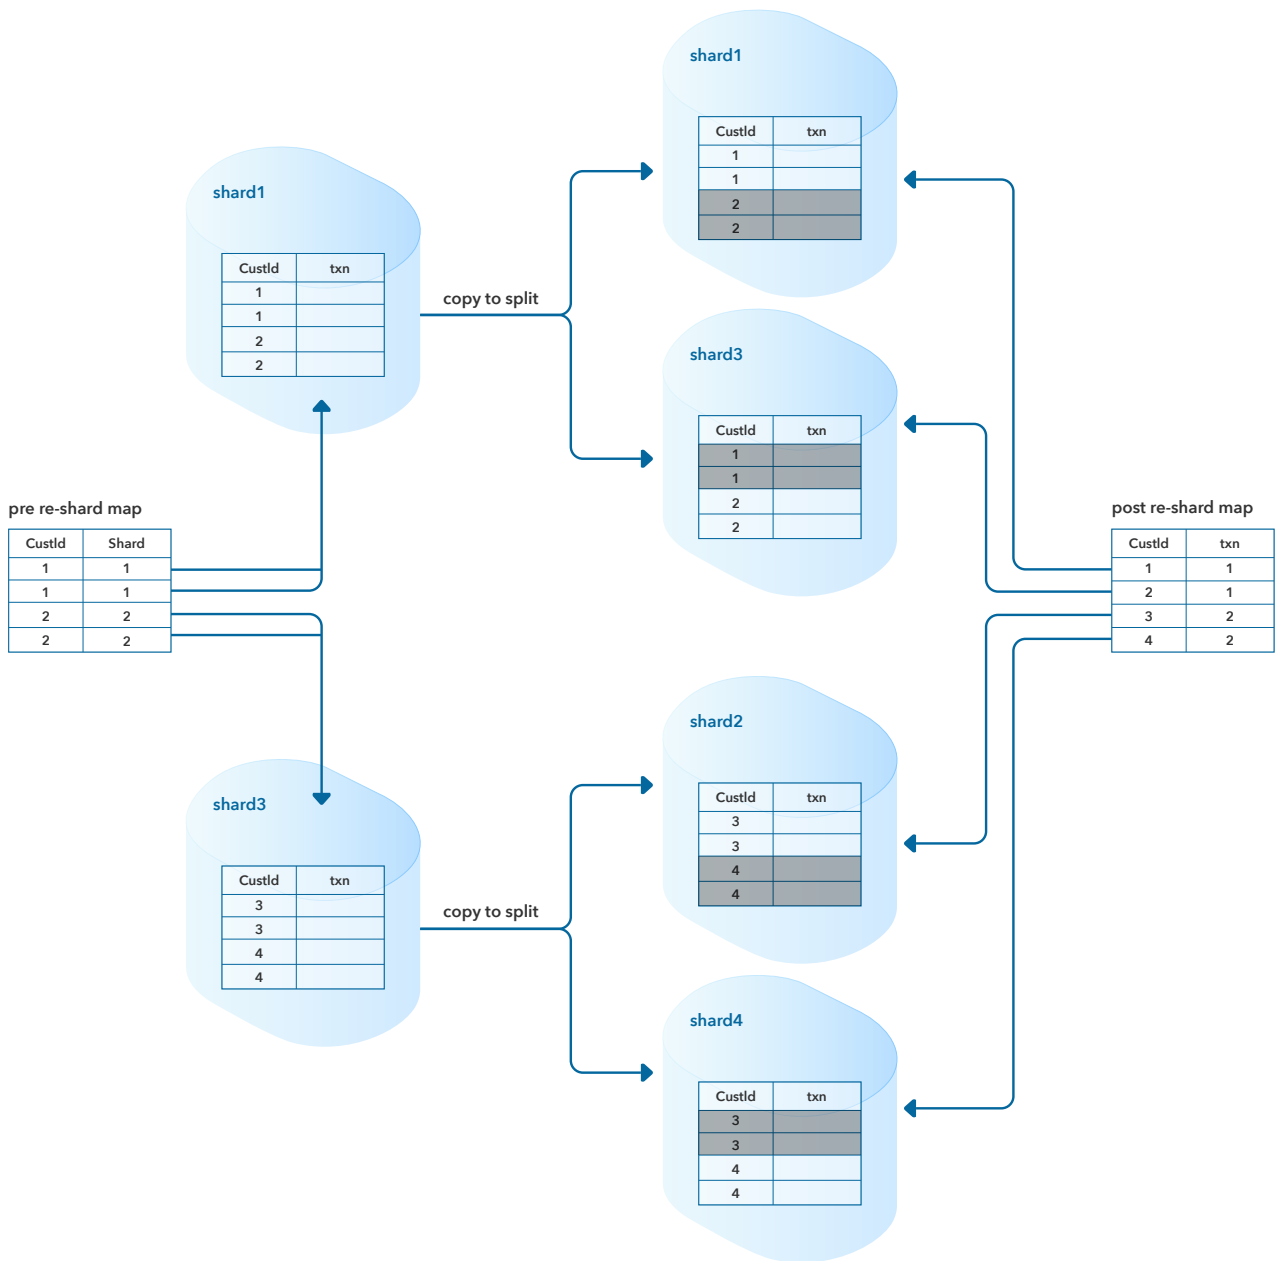 pre re-shard map
CustId Shard
1 1
1 1
2 2
2 2
shard1
CustId txn
1
1
2
2
copy to split
shard3
CustId txn
3
3
4
4
copy to split
shard1
CustId txn
1
1
2
2
shard3
CustId txn
1
1
2
2
shard2
CustId txn
3
3
4
4
shard4
CustId txn
3
3
4
4
post re-shard map
CustId txn
1 1
2 1
3 2
4 2